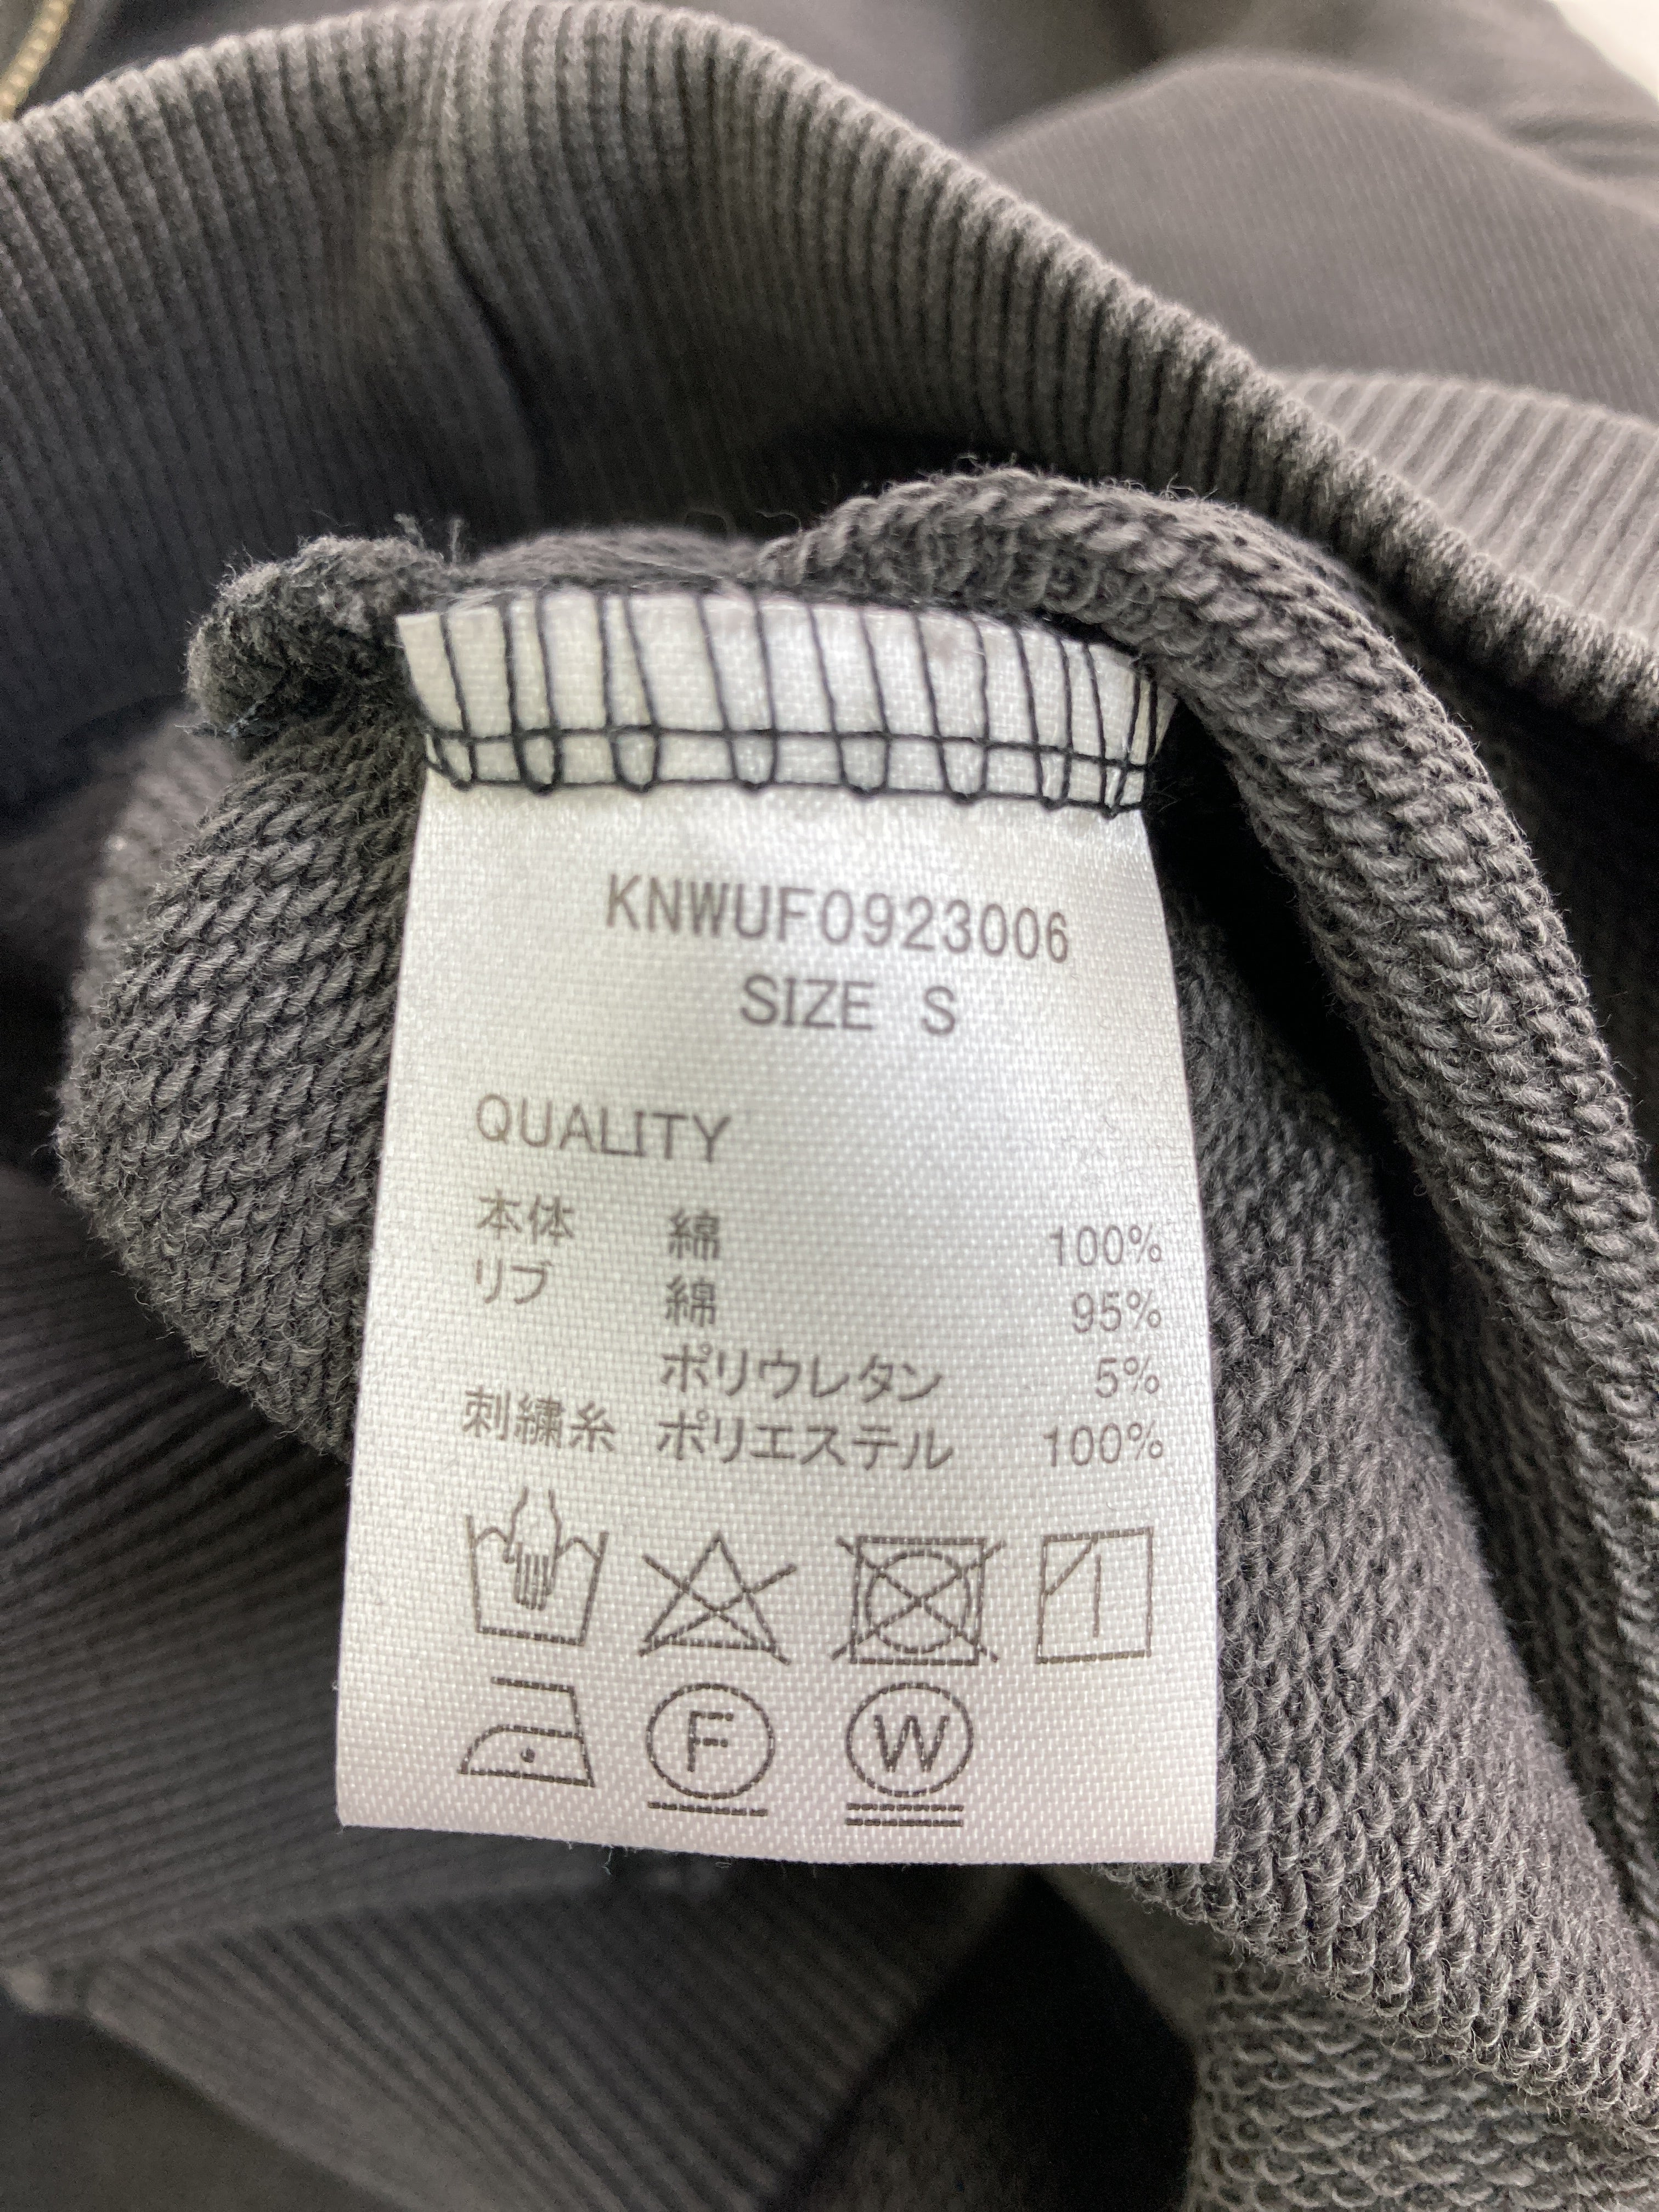 KNWUF0923006
SIZE S
QUALITY
本体 綿 100%
リブ 綿 95%
ポリウレタン 5%
刺繍糸 ポリエステル 100%
F W